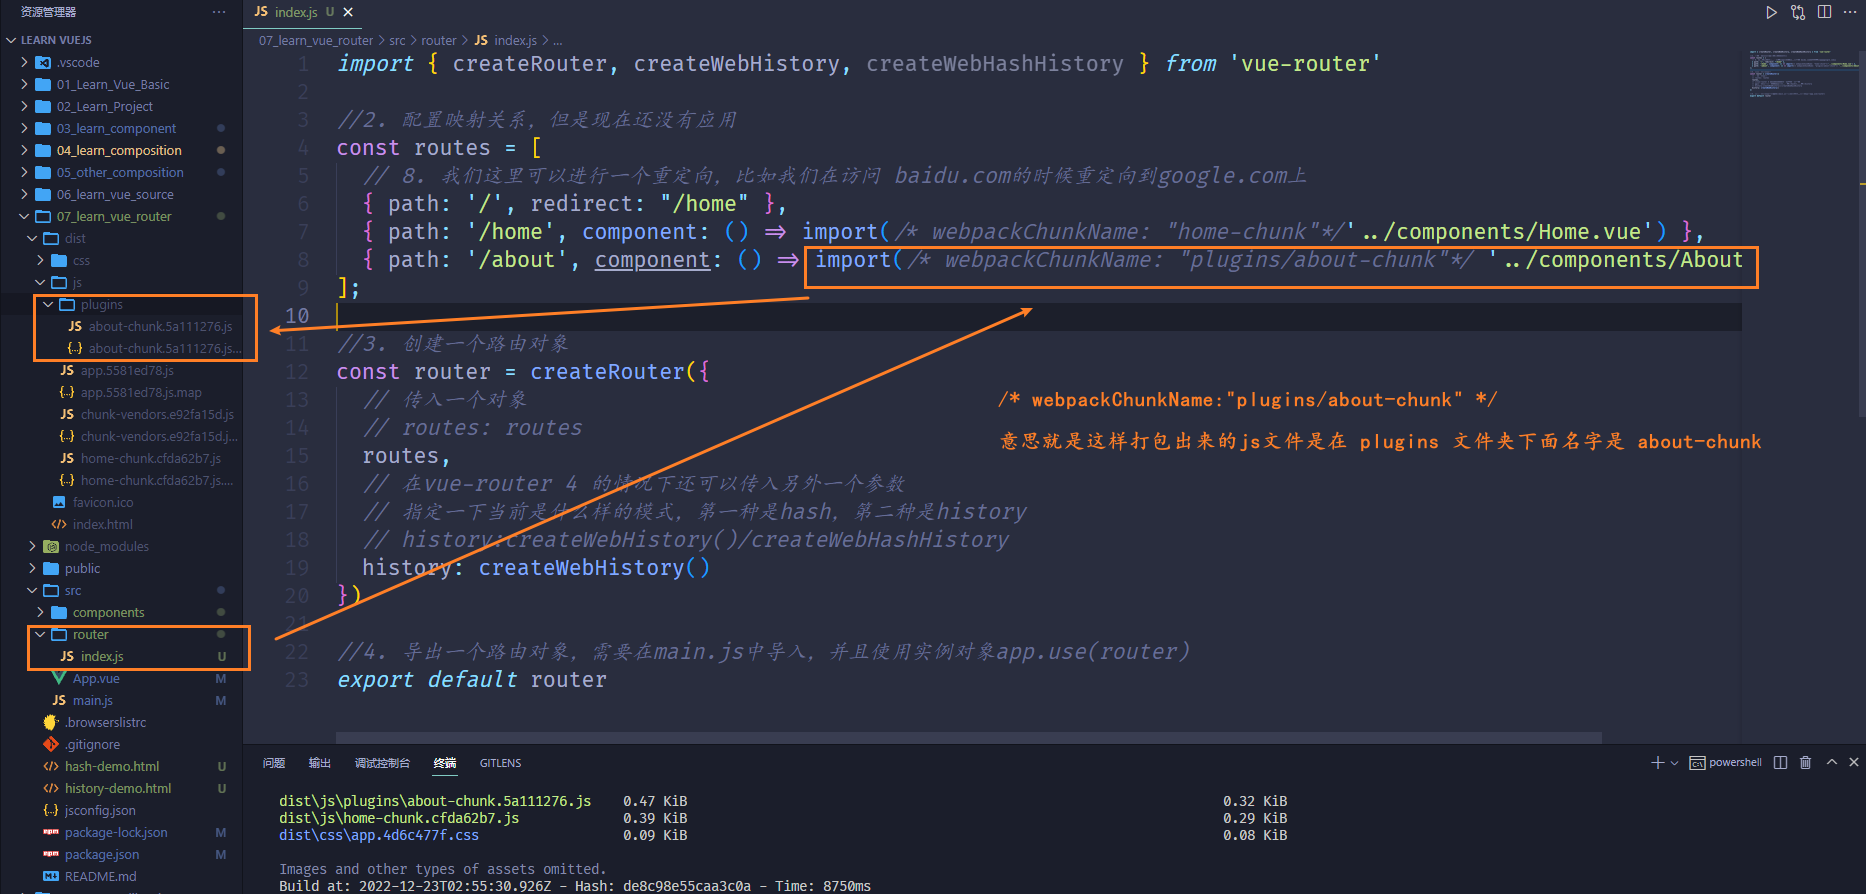 资源管理器 ···
LEARN VUEJS
.vscode
01_Learn_Vue_Basic
02_Learn_Project
03_learn_component
04_learn_composition
05_other_composition
06_learn_vue_source
07_learn_vue_router
dist
css
js
plugins
JS about-chunk.5a111276.js
{..} about-chunk.5a111276.js...
JS app.5581ed78.js
{..} app.5581ed78.js.map
JS chunk-vendors.e92fa15d.js
{..} chunk-vendors.e92fa15d.j...
JS home-chunk.cfda62b7.js
{..} home-chunk.cfda62b7.js....
favicon.ico
<> index.html
node_modules
public
src
components
router
JS index.js U
App.vue M
JS main.js M
.browserslistrc
.gitignore
<> hash-demo.html U
<> history-demo.html U
{..} jsconfig.json
npm package-lock.json M
npm package.json M
README.md
JS index.js U ×
07_learn_vue_router > src > router > JS index.js > ...
1 import { createRouter, createWebHistory, createWebHashHistory } from 'vue-router'
2
3 //2. 配置映射关系，但是现在还没有应用
4 const routes = [
5 // 8. 我们这里可以进行一个重定向，比如我们在访问 baidu.com的时候重定向到google.com上
6 { path: '/', redirect: "/home" },
7 { path: '/home', component: () => import(/* webpackChunkName: "home-chunk"*/'../components/Home.vue') },
8 { path: '/about', component: () => import(/* webpackChunkName: "plugins/about-chunk"*/ '../components/About
9 ];
10
11 //3. 创建一个路由对象
12 const router = createRouter({
13 // 传入一个对象
/* webpackChunkName:"plugins/about-chunk" */
14 // routes: routes
意思就是这样打包出来的js文件是在 plugins 文件夹下面名字是 about-chunk
15 routes,
16 // 在vue-router 4 的情况下还可以传入另外一个参数
17 // 指定一下当前是什么样的模式，第一种是hash，第二种是history
18 // history:createWebHistory()/createWebHashHistory
19 history: createWebHistory()
20 })
21
22 //4. 导出一个路由对象，需要在main.js中导入，并且使用实例对象app.use(router)
23 export default router
问题 输出 调试控制台 终端 GITLENS
powershell
dist\js\plugins\about-chunk.5a111276.js 0.47 KiB 0.32 KiB
dist\js\home-chunk.cfda62b7.js 0.39 KiB 0.29 KiB
dist\css\app.4d6c477f.css 0.09 KiB 0.08 KiB
Images and other types of assets omitted.
Build at: 2022-12-23T02:55:30.926Z - Hash: de8c98e55caa3c0a - Time: 8750ms